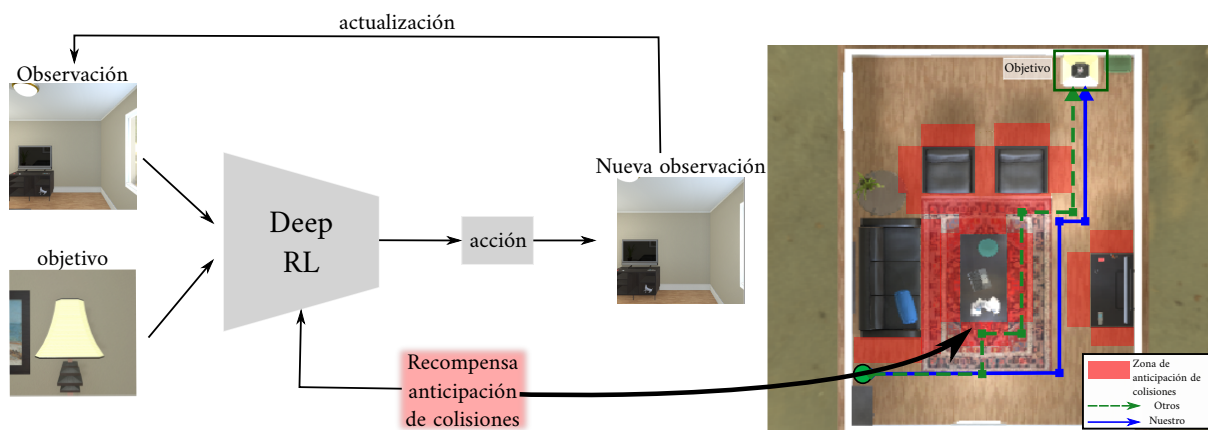 actualización
Observación
objetivo
Deep
RL
acción
Nueva observación
Recompensa
anticipación
de colisiones
Objetivo
Zona de
anticipación de
colisiones
Otros
Nuestro